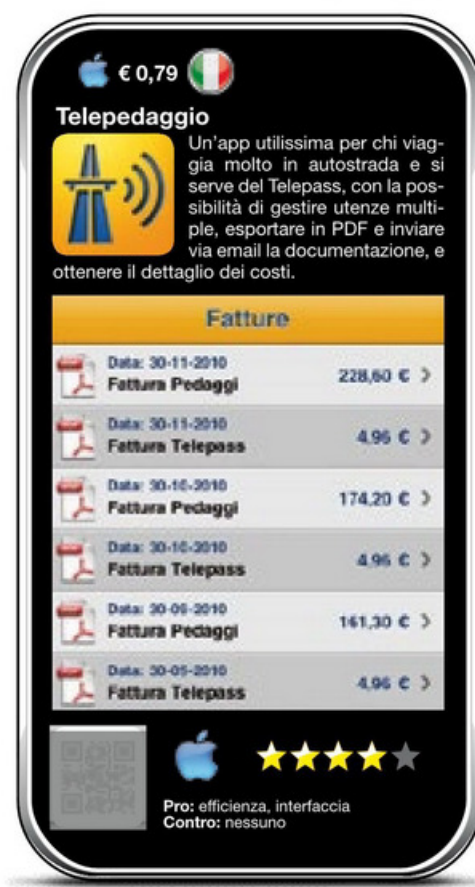 € 0,79
Telepedaggio
Un'app utilissima per chi viag-
gia molto in autostrada e si
serve del Telepass, con la pos-
sibilità di gestire utenze multi-
ple, esportare in PDF e inviare
via email la documentazione, e
ottenere il dettaglio dei costi.
Fatture
Data: 30-11-2010
Fattura Pedaggi
228,60 €
Data: 30-11-2010
Fattura Telepass
4,96 €
Data: 30-10-2010
Fattura Pedaggi
174,20 €
Data: 30-10-2010
Fattura Telepass
4,96 €
Data: 30-09-2010
Fattura Pedaggi
161,30 €
Data:
Fattura Telepass
4,96 €
Pro: efficienza, interfaccia
Contro: nessuno